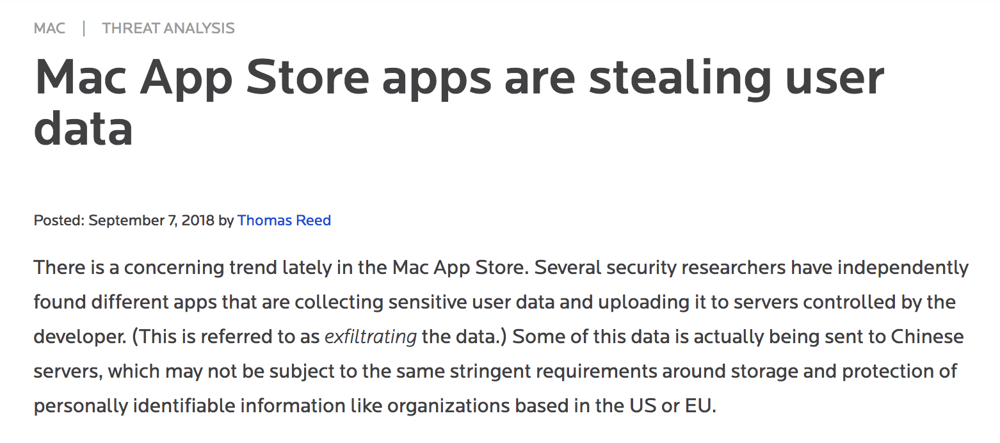 MAC | THREAT ANALYSIS
Mac App Store apps are stealing user
data
Posted: September 7, 2018 by Thomas Reed
There is a concerning trend lately in the Mac App Store. Several security researchers have independently
found different apps that are collecting sensitive user data and uploading it to servers controlled by the
developer. (This is referred to as exfiltrating the data.) Some of this data is actually being sent to Chinese
servers, which may not be subject to the same stringent requirements around storage and protection of
personally identifiable information like organizations based in the US or EU.